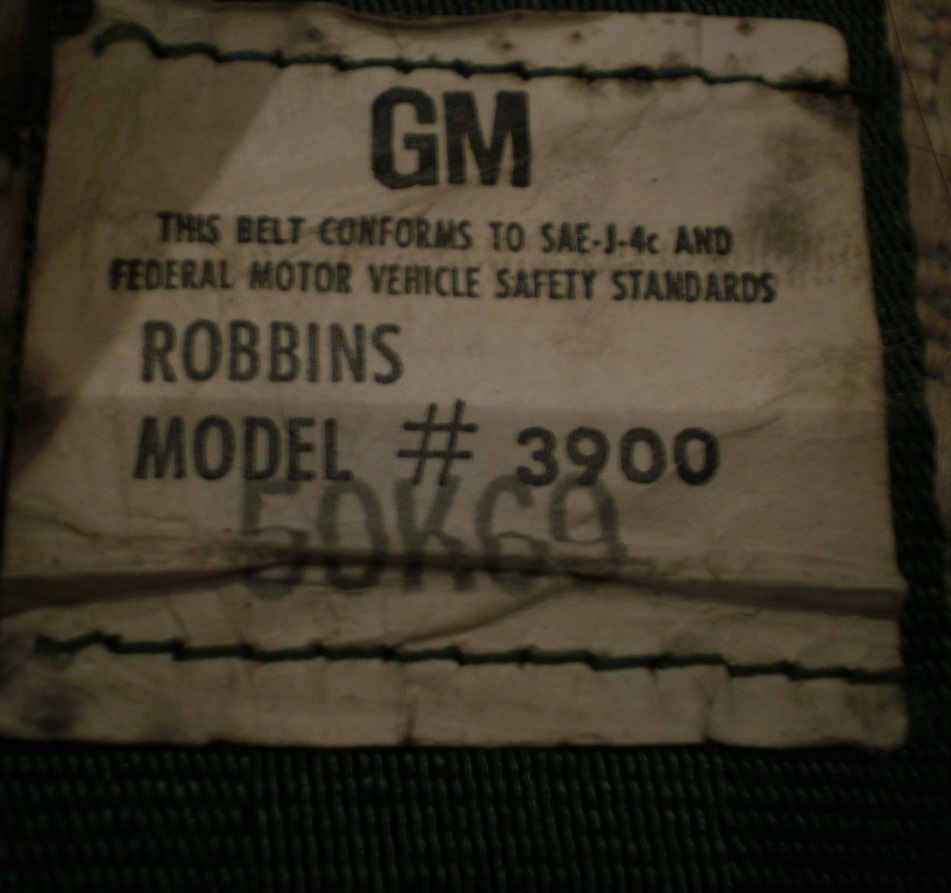 GM
THIS BELT CONFORMS TO SAE-J-4c AND
FEDERAL MOTOR VEHICLE SAFETY STANDARDS
ROBBINS
MODEL # 3900
50K69